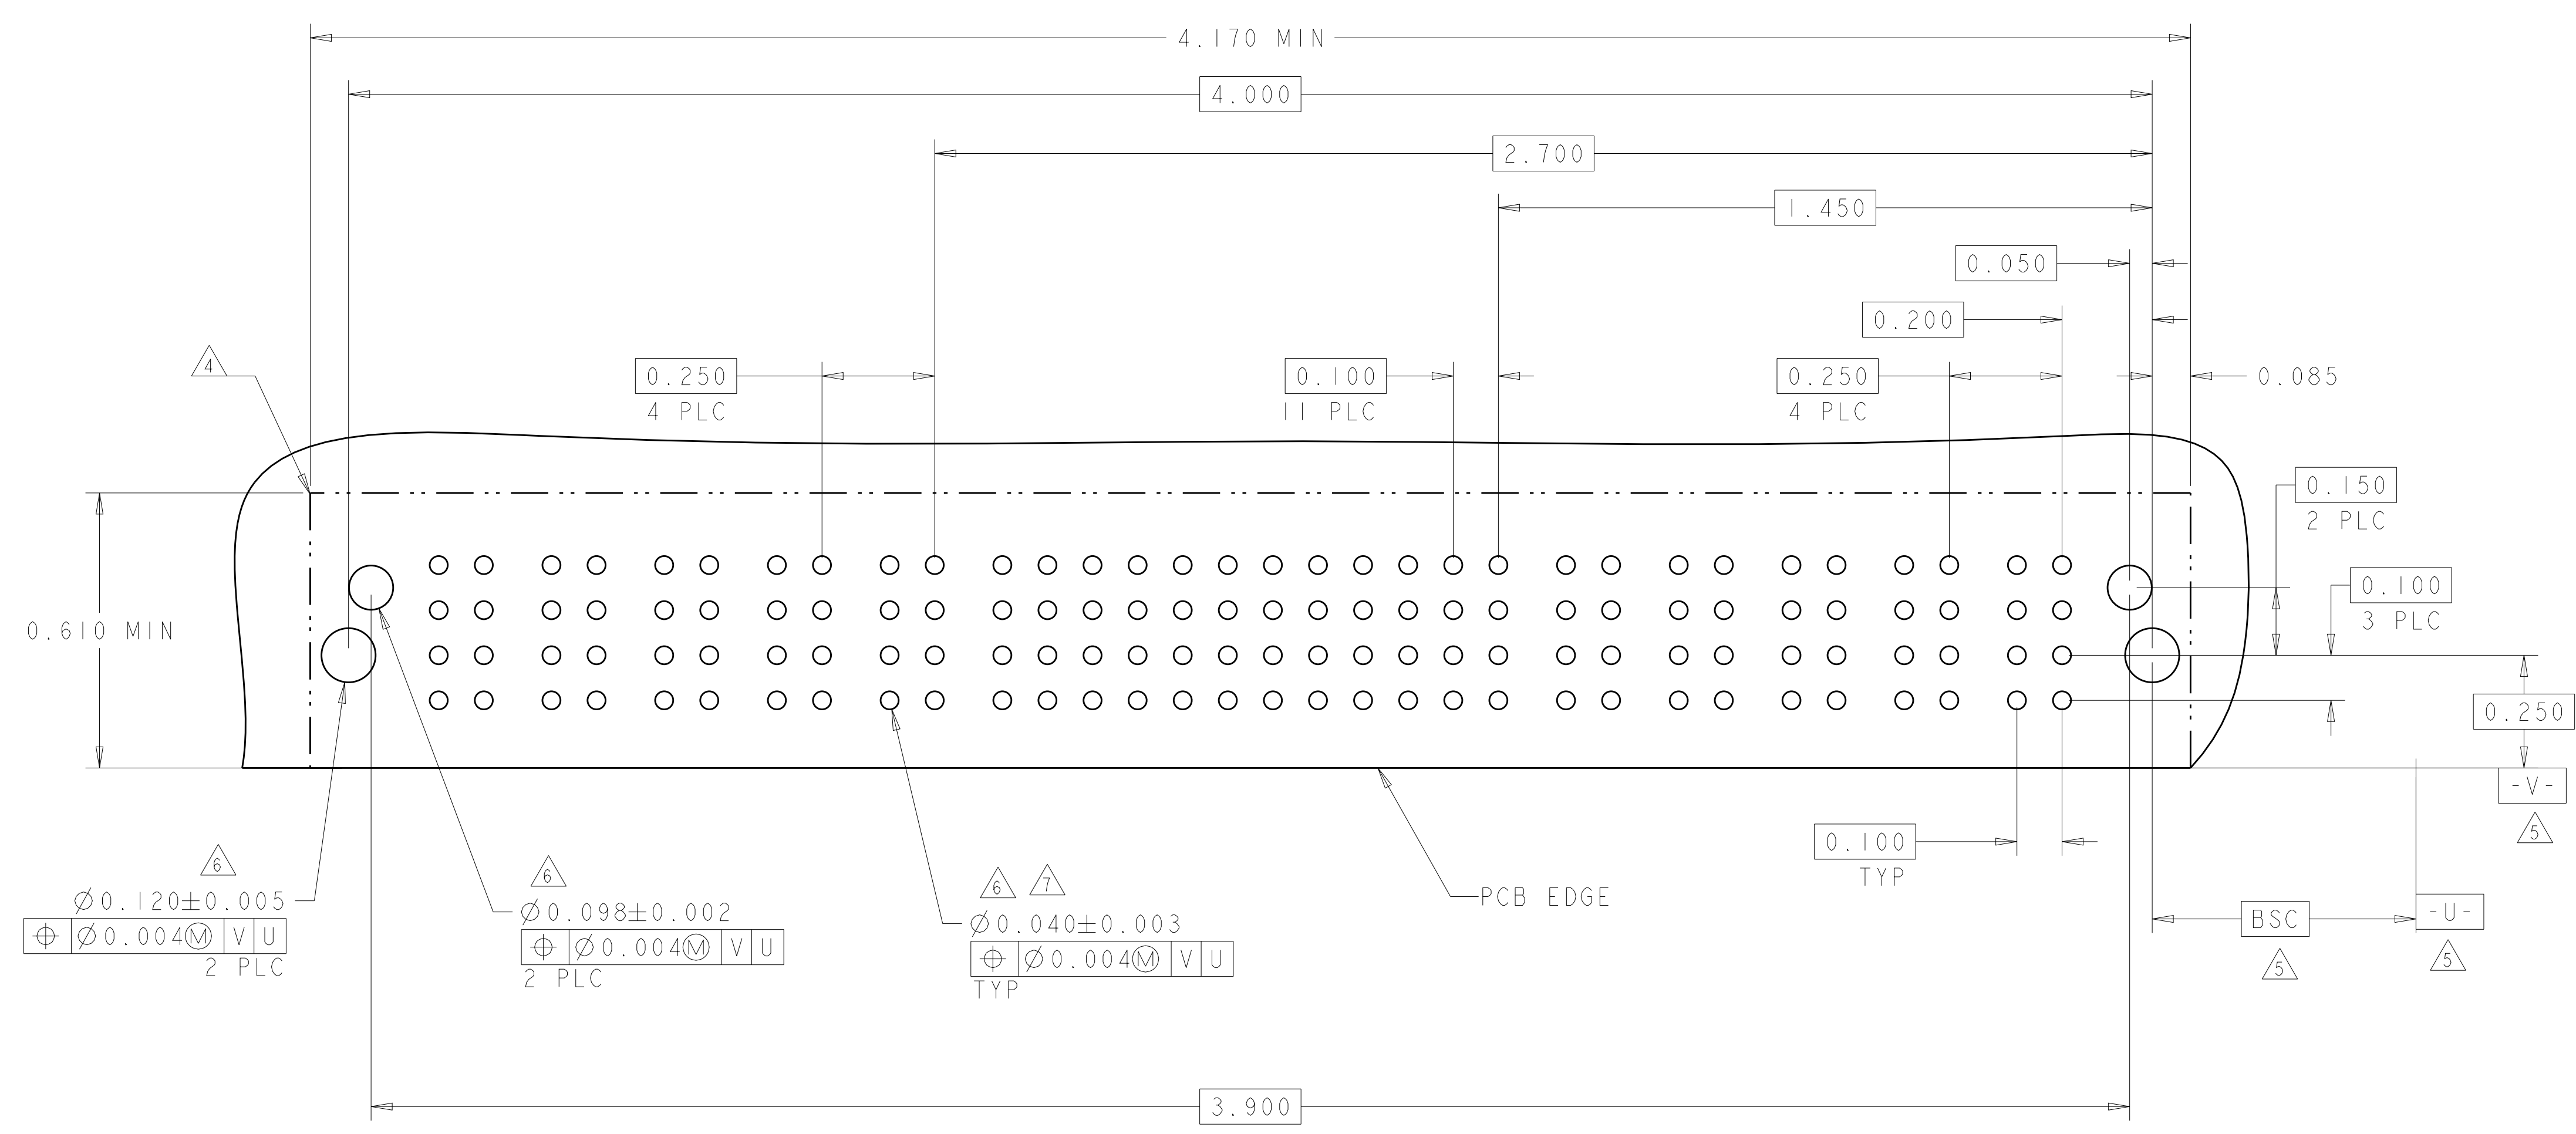 4.170 MIN
4.000
2.700
1.450
0.050
0.200
4
0.250
4 PLC
0.100
11 PLC
0.250
4 PLC
0.085
0.150
2 PLC
0.100
3 PLC
0.610 MIN
0.250
-V-
5
0.100
TYP
6
Ø0.120±0.005
⌖ Ø0.004Ⓜ V U
2 PLC
6
Ø0.098±0.002
⌖ Ø0.004Ⓜ V U
2 PLC
6 7
Ø0.040±0.003
⌖ Ø0.004Ⓜ V U
TYP
PCB EDGE
BSC
5
-U-
5
3.900